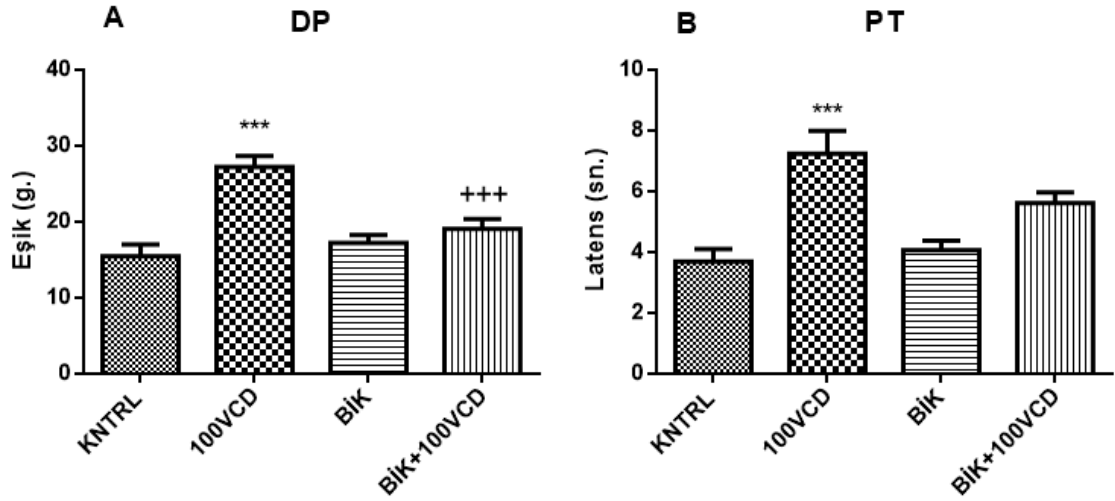 A
DP
Eşik (g.)
40
30
20
10
0
***
+++
KNTRL
100VCD
BİK
BİK+100VCD
B
PT
Latens (sn.)
10
8
6
4
2
0
***
KNTRL
100VCD
BİK
BİK+100VCD